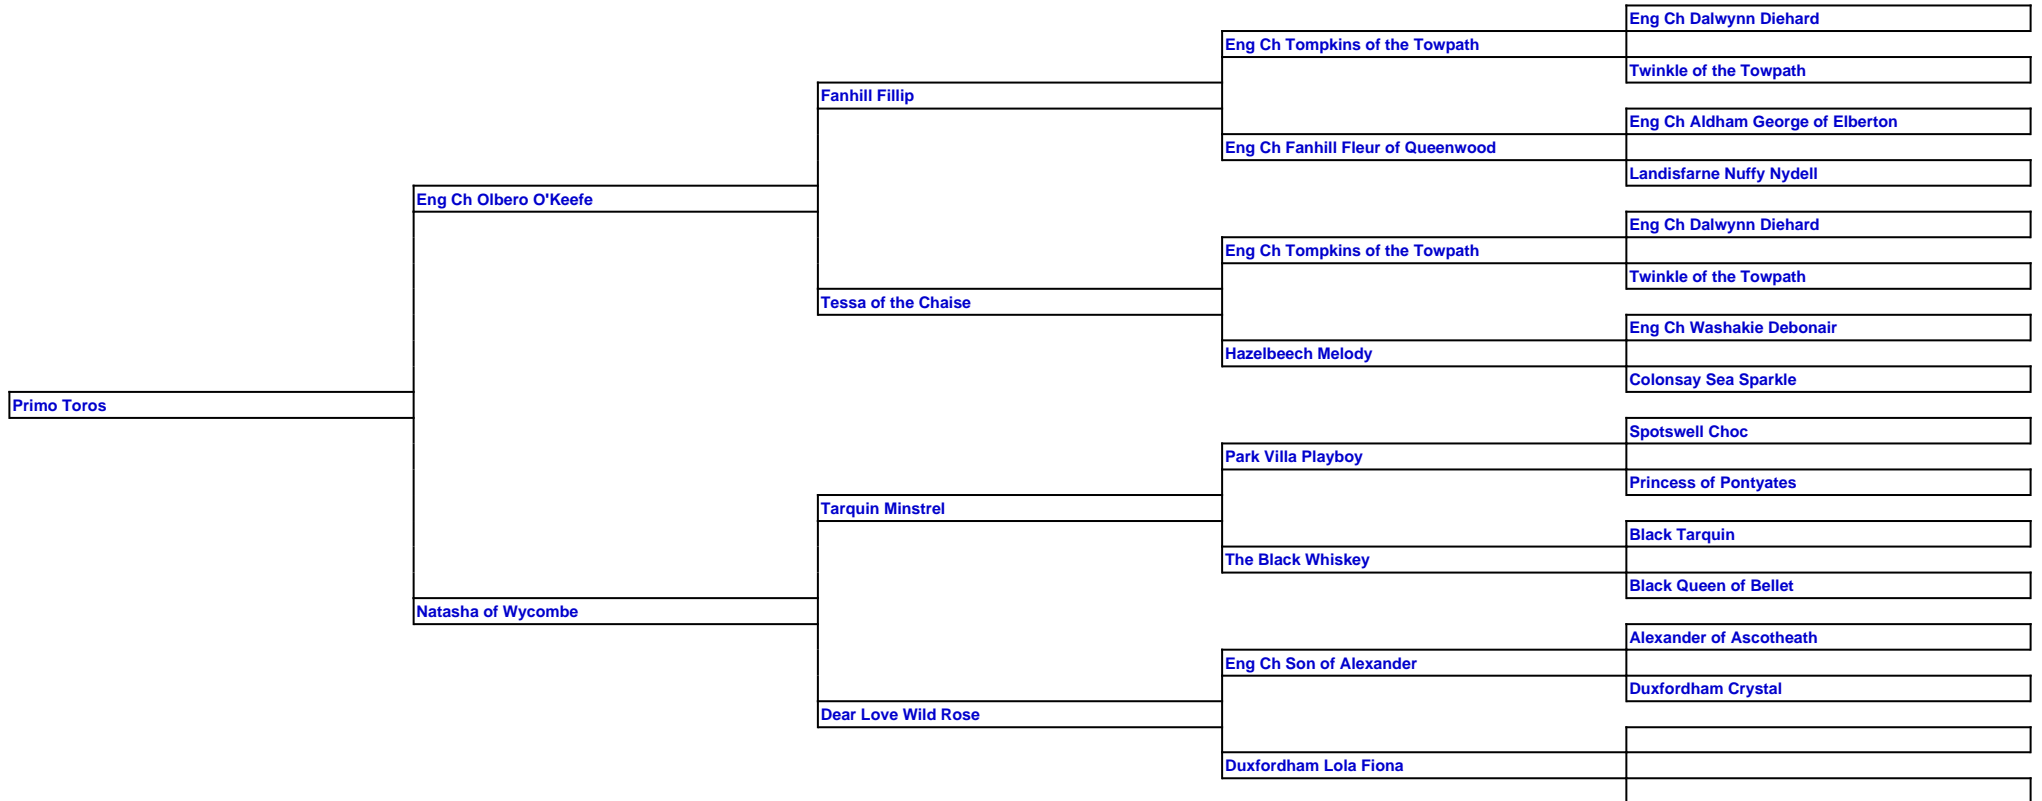 Eng Ch Dalwynn Diehard
Eng Ch Tompkins of the Towpath
Twinkle of the Towpath
Fanhill Fillip
Eng Ch Aldham George of Elberton
Eng Ch Fanhill Fleur of Queenwood
Landisfarne Nuffy Nydell
Eng Ch Olbero O'Keefe
Eng Ch Dalwynn Diehard
Eng Ch Tompkins of the Towpath
Twinkle of the Towpath
Tessa of the Chaise
Eng Ch Washakie Debonair
Hazelbeech Melody
Colonsay Sea Sparkle
Primo Toros
Spotswell Choc
Park Villa Playboy
Princess of Pontyates
Tarquin Minstrel
Black Tarquin
The Black Whiskey
Black Queen of Bellet
Natasha of Wycombe
Alexander of Ascotheath
Eng Ch Son of Alexander
Duxfordham Crystal
Dear Love Wild Rose
Duxfordham Lola Fiona